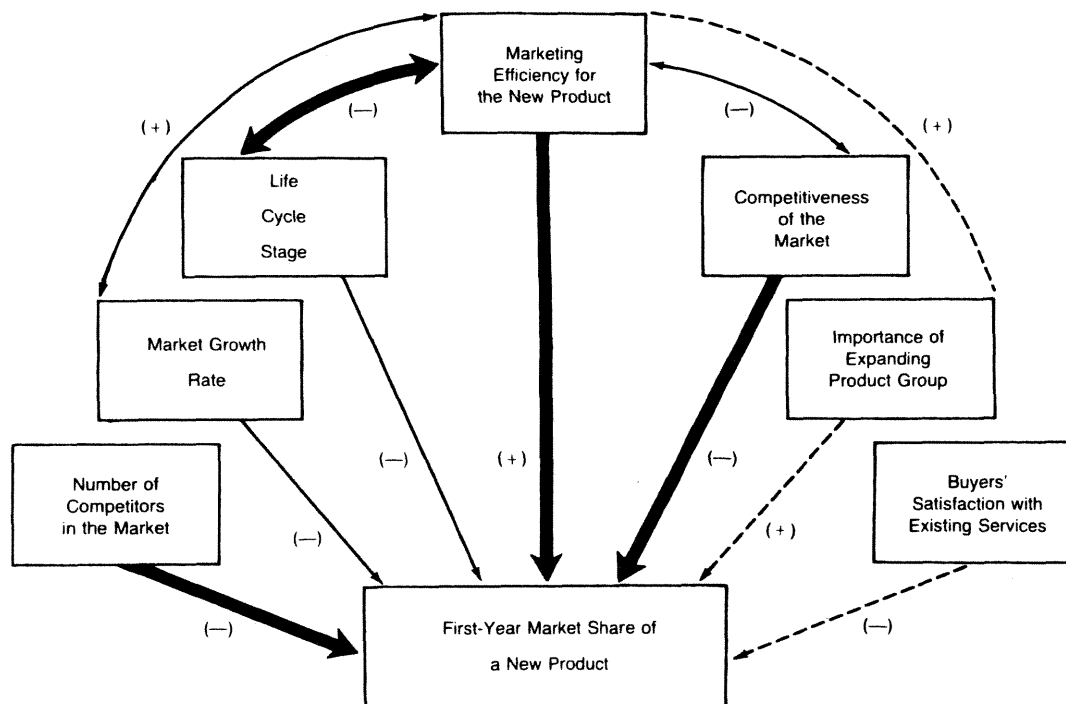 Marketing
Efficiency for
the New Product
(+)
(—)
(—)
(+)
Life
Cycle
Stage
Competitiveness
of the
Market
Market Growth
Rate
Importance of
Expanding
Product Group
(—)
(+)
(—)
Number of
Competitors
in the Market
Buyers'
Satisfaction with
Existing Services
(—)
(+)
(—)
(—)
First-Year Market Share of
a New Product